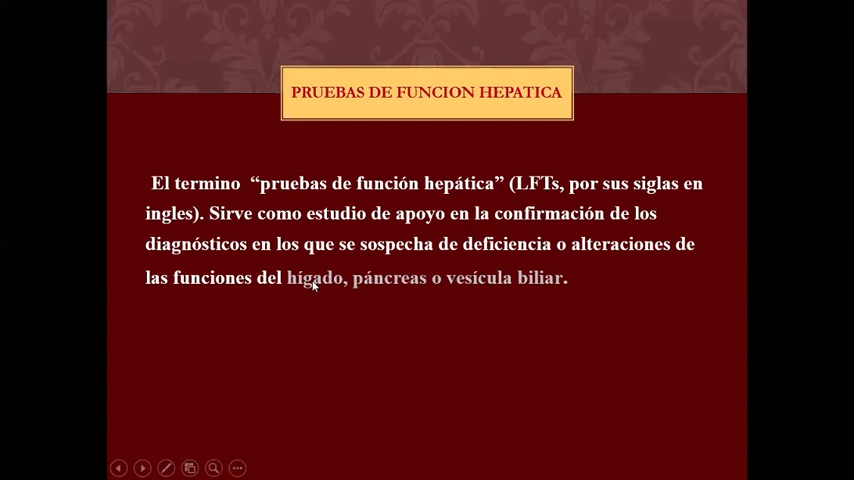 PRUEBAS DE FUNCION HEPATICA
El termino “pruebas de función hepática” (LFTs, por sus siglas en
ingles). Sirve como estudio de apoyo en la confirmación de los
diagnósticos en los que se sospecha de deficiencia o alteraciones de
las funciones del hígado, páncreas o vesícula biliar.